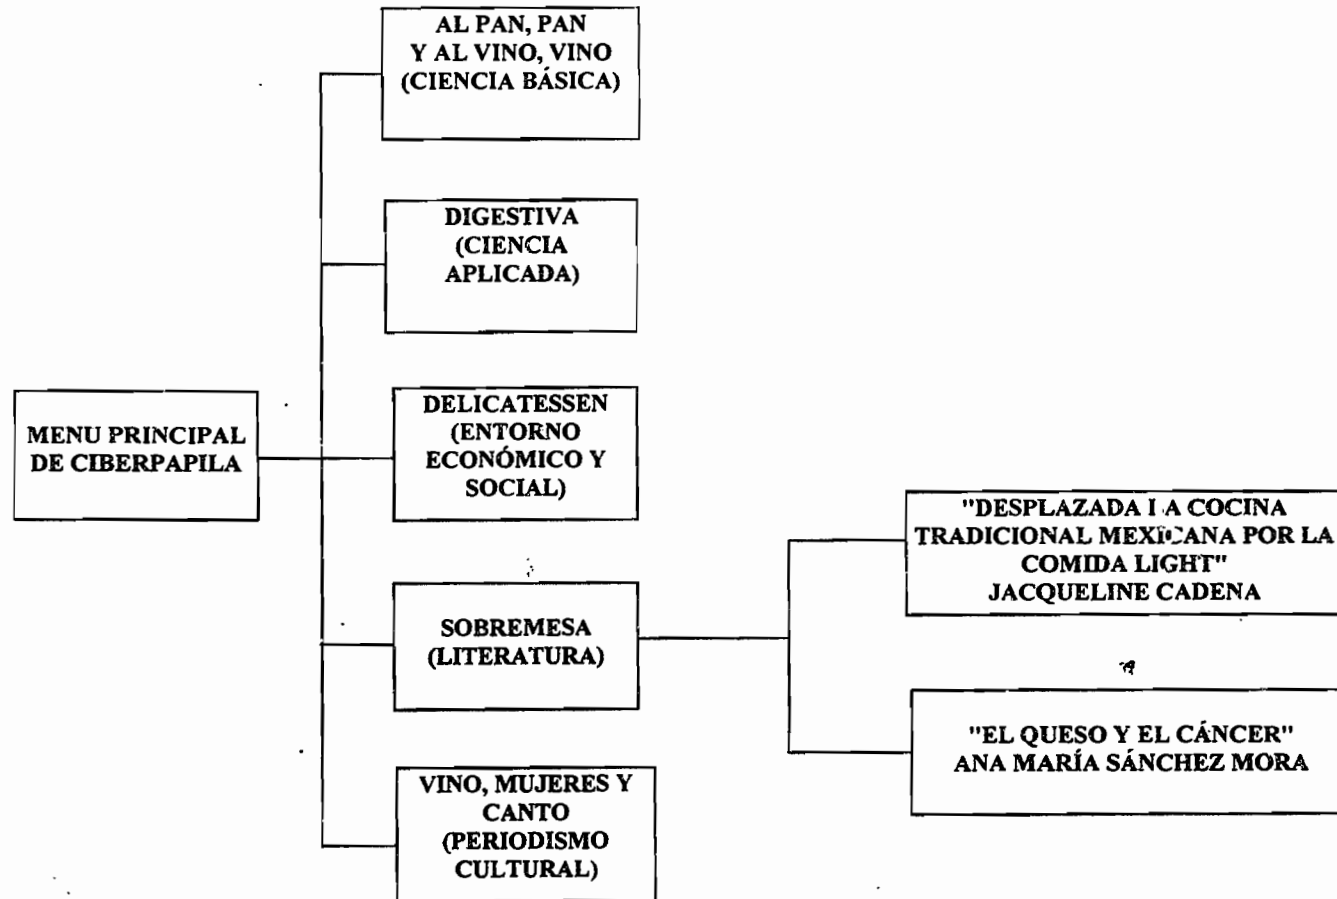 AL PAN, PAN
Y AL VINO, VINO
(CIENCIA BÁSICA)
DIGESTIVA
(CIENCIA
APLICADA)
MENU PRINCIPAL
DE CIBERPAPILA
DELICATESSEN
(ENTORNO
ECONÓMICO Y
SOCIAL)
SOBREMESA
(LITERATURA)
VINO, MUJERES Y
CANTO
(PERIODISMO
CULTURAL)
"DESPLAZADA LA COCINA
TRADICIONAL MEXICANA POR LA
COMIDA LIGHT"
JACQUELINE CADENA
"EL QUESO Y EL CÁNCER"
ANA MARÍA SÁNCHEZ MORA